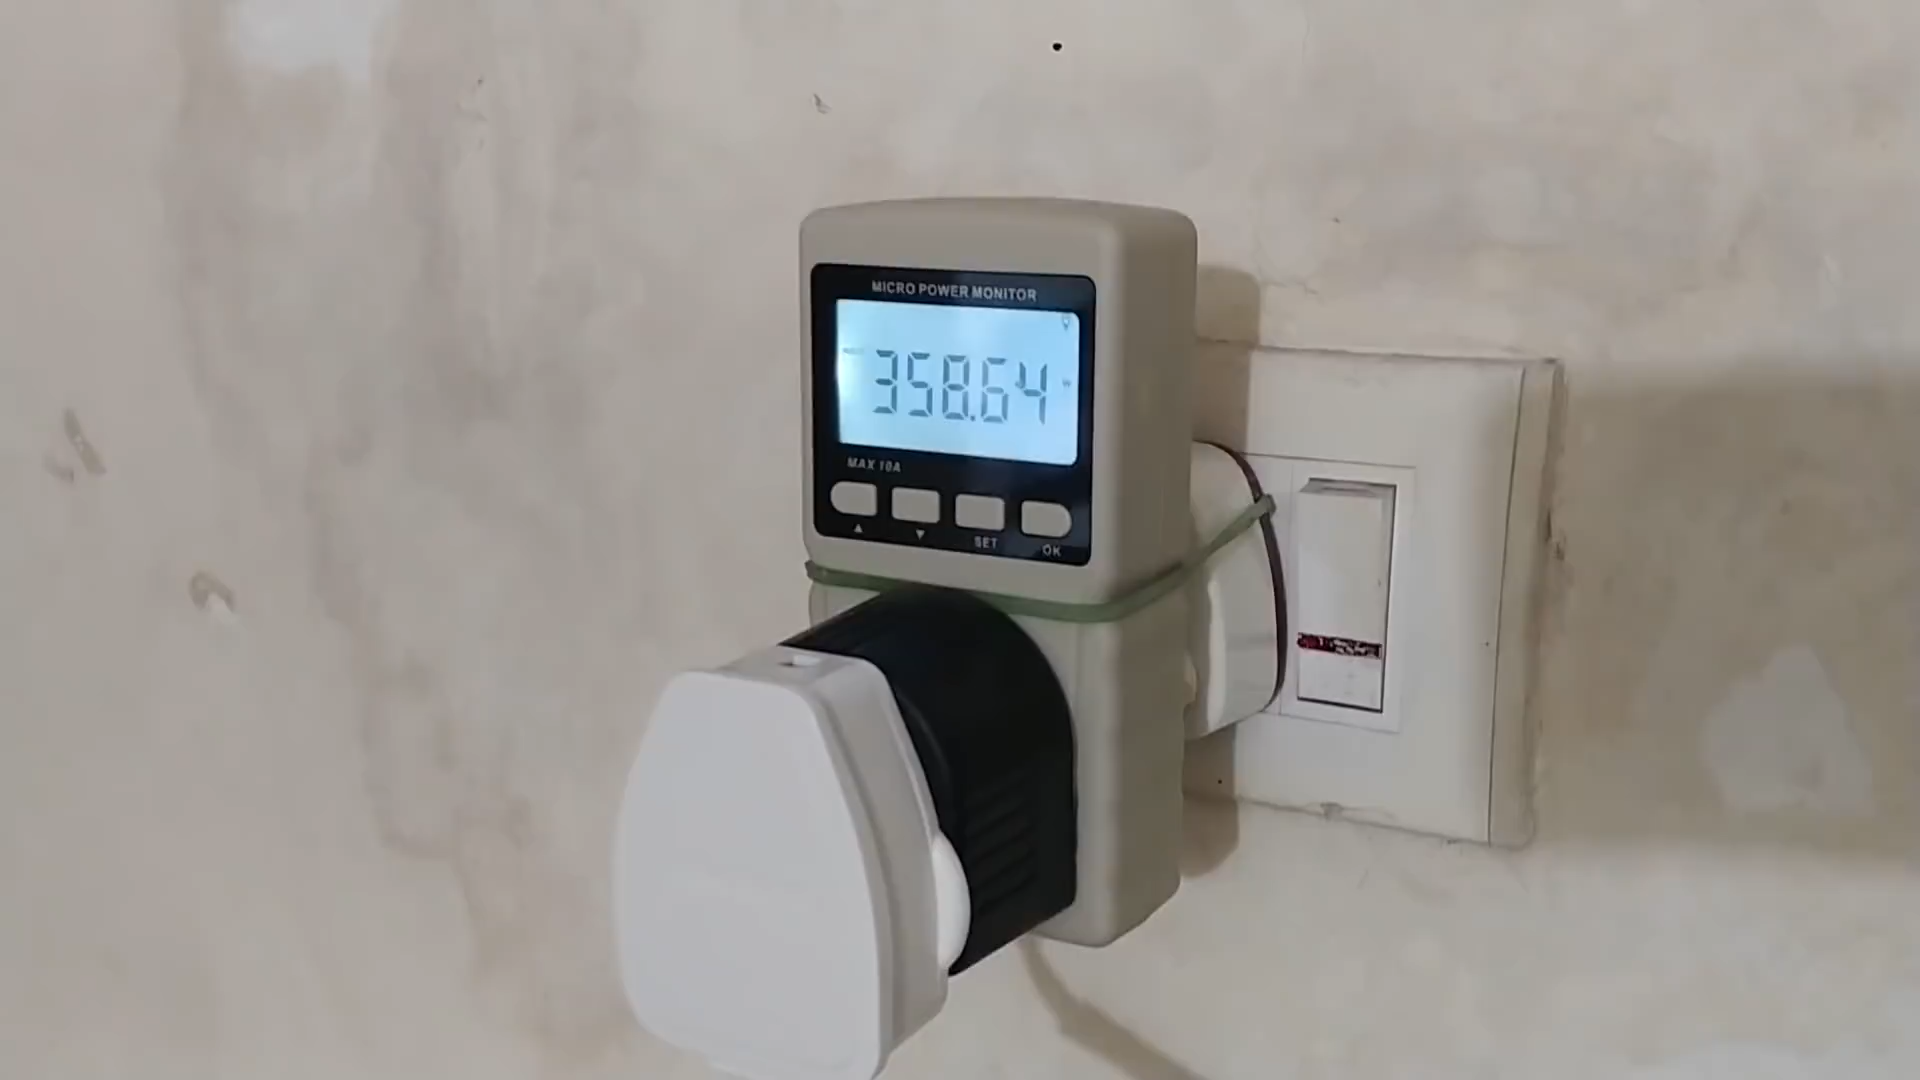 MICRO POWER MONITOR
358.64 W
MAX 10A
▲ ▼ SET OK